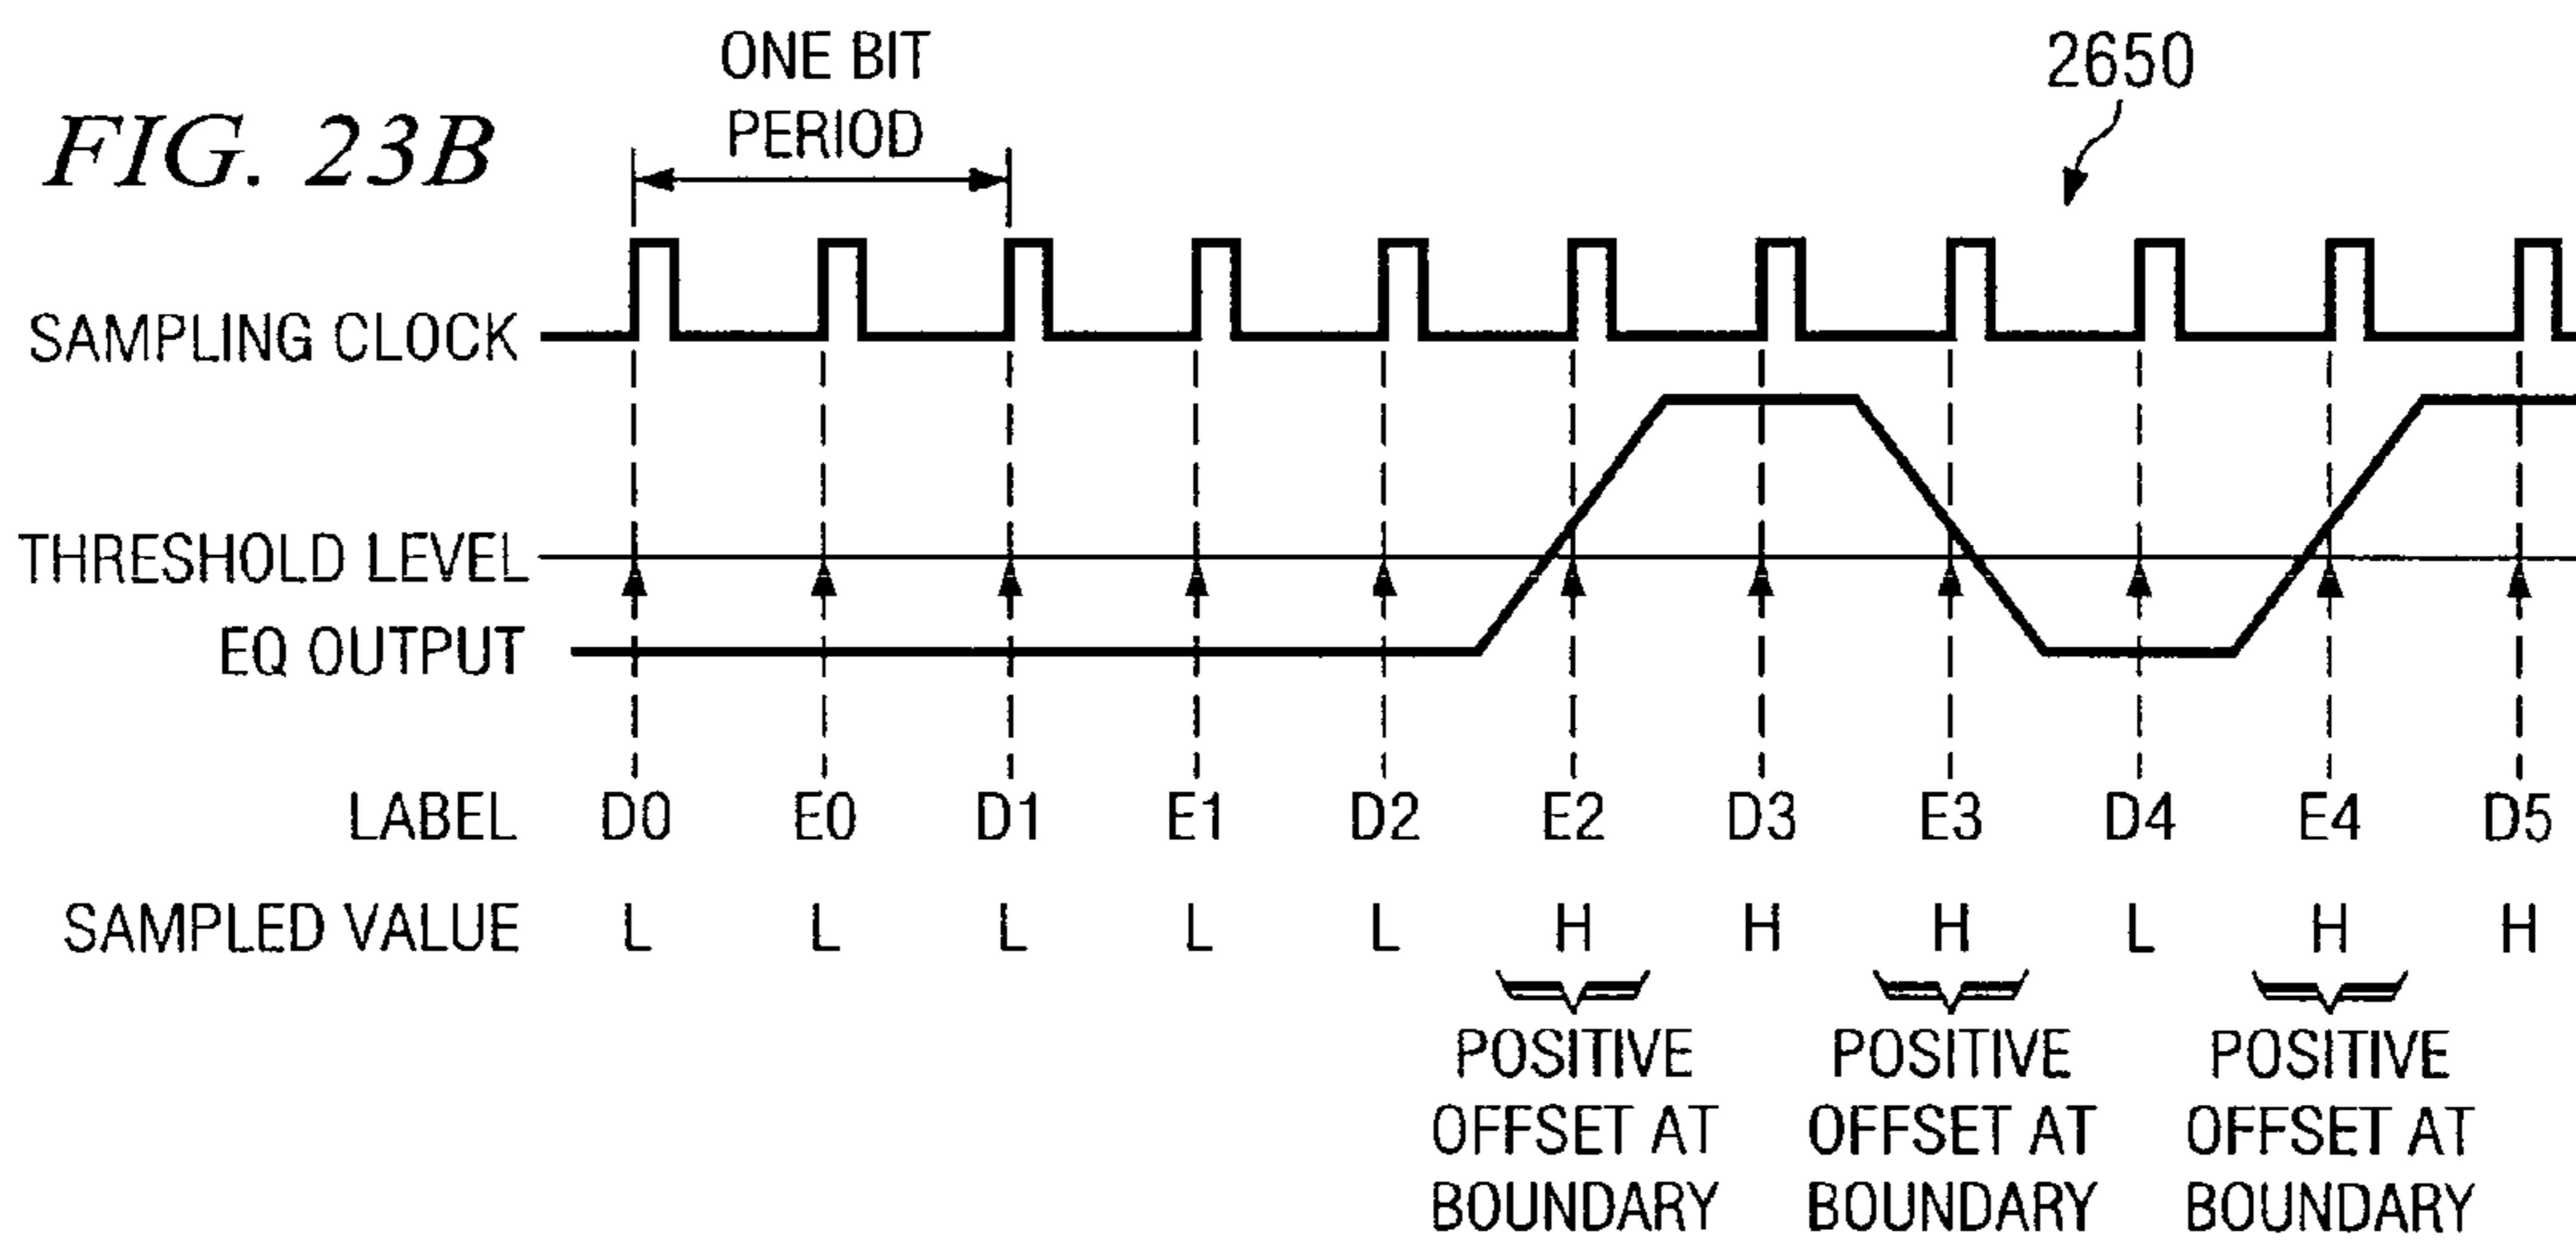 FIG. 23B
ONE BIT
PERIOD
2650
SAMPLING CLOCK
THRESHOLD LEVEL
EQ OUTPUT
LABEL D0 E0 D1 E1 D2 E2 D3 E3 D4 E4 D5
SAMPLED VALUE L L L L L H H H L H H
POSITIVE POSITIVE POSITIVE
OFFSET AT OFFSET AT OFFSET AT
BOUNDARY BOUNDARY BOUNDARY